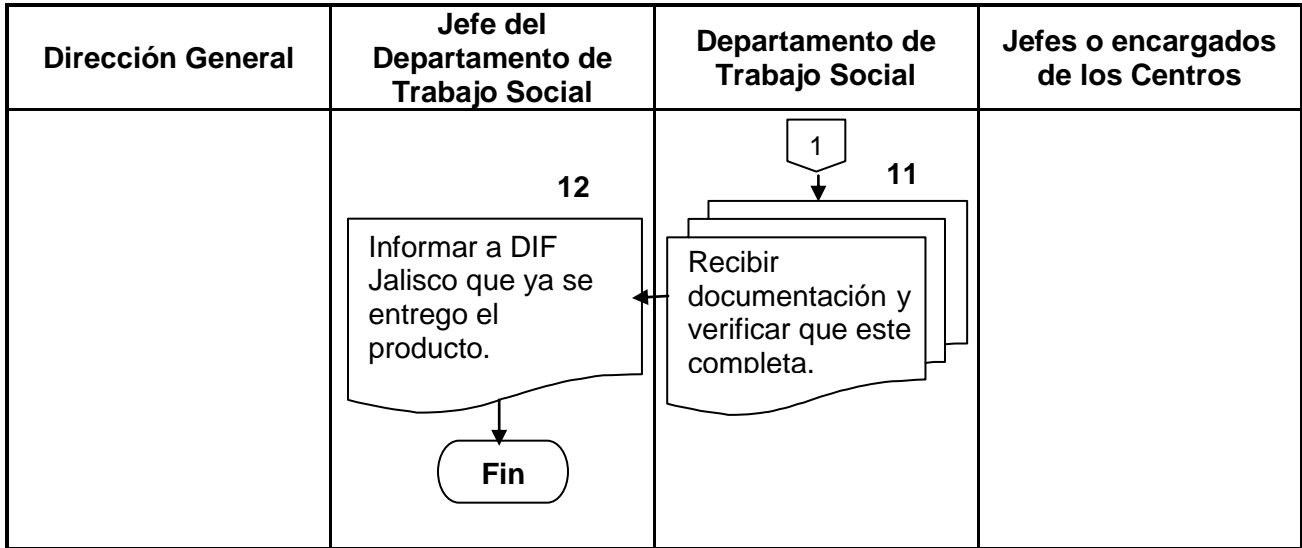 Dirección General
Jefe del
Departamento de
Trabajo Social
Departamento de
Trabajo Social
Jefes o encargados
de los Centros
1
11
12
Informar a DIF
Jalisco que ya se
entrego el
producto.
Recibir
documentación y
verificar que este
completa.
Fin